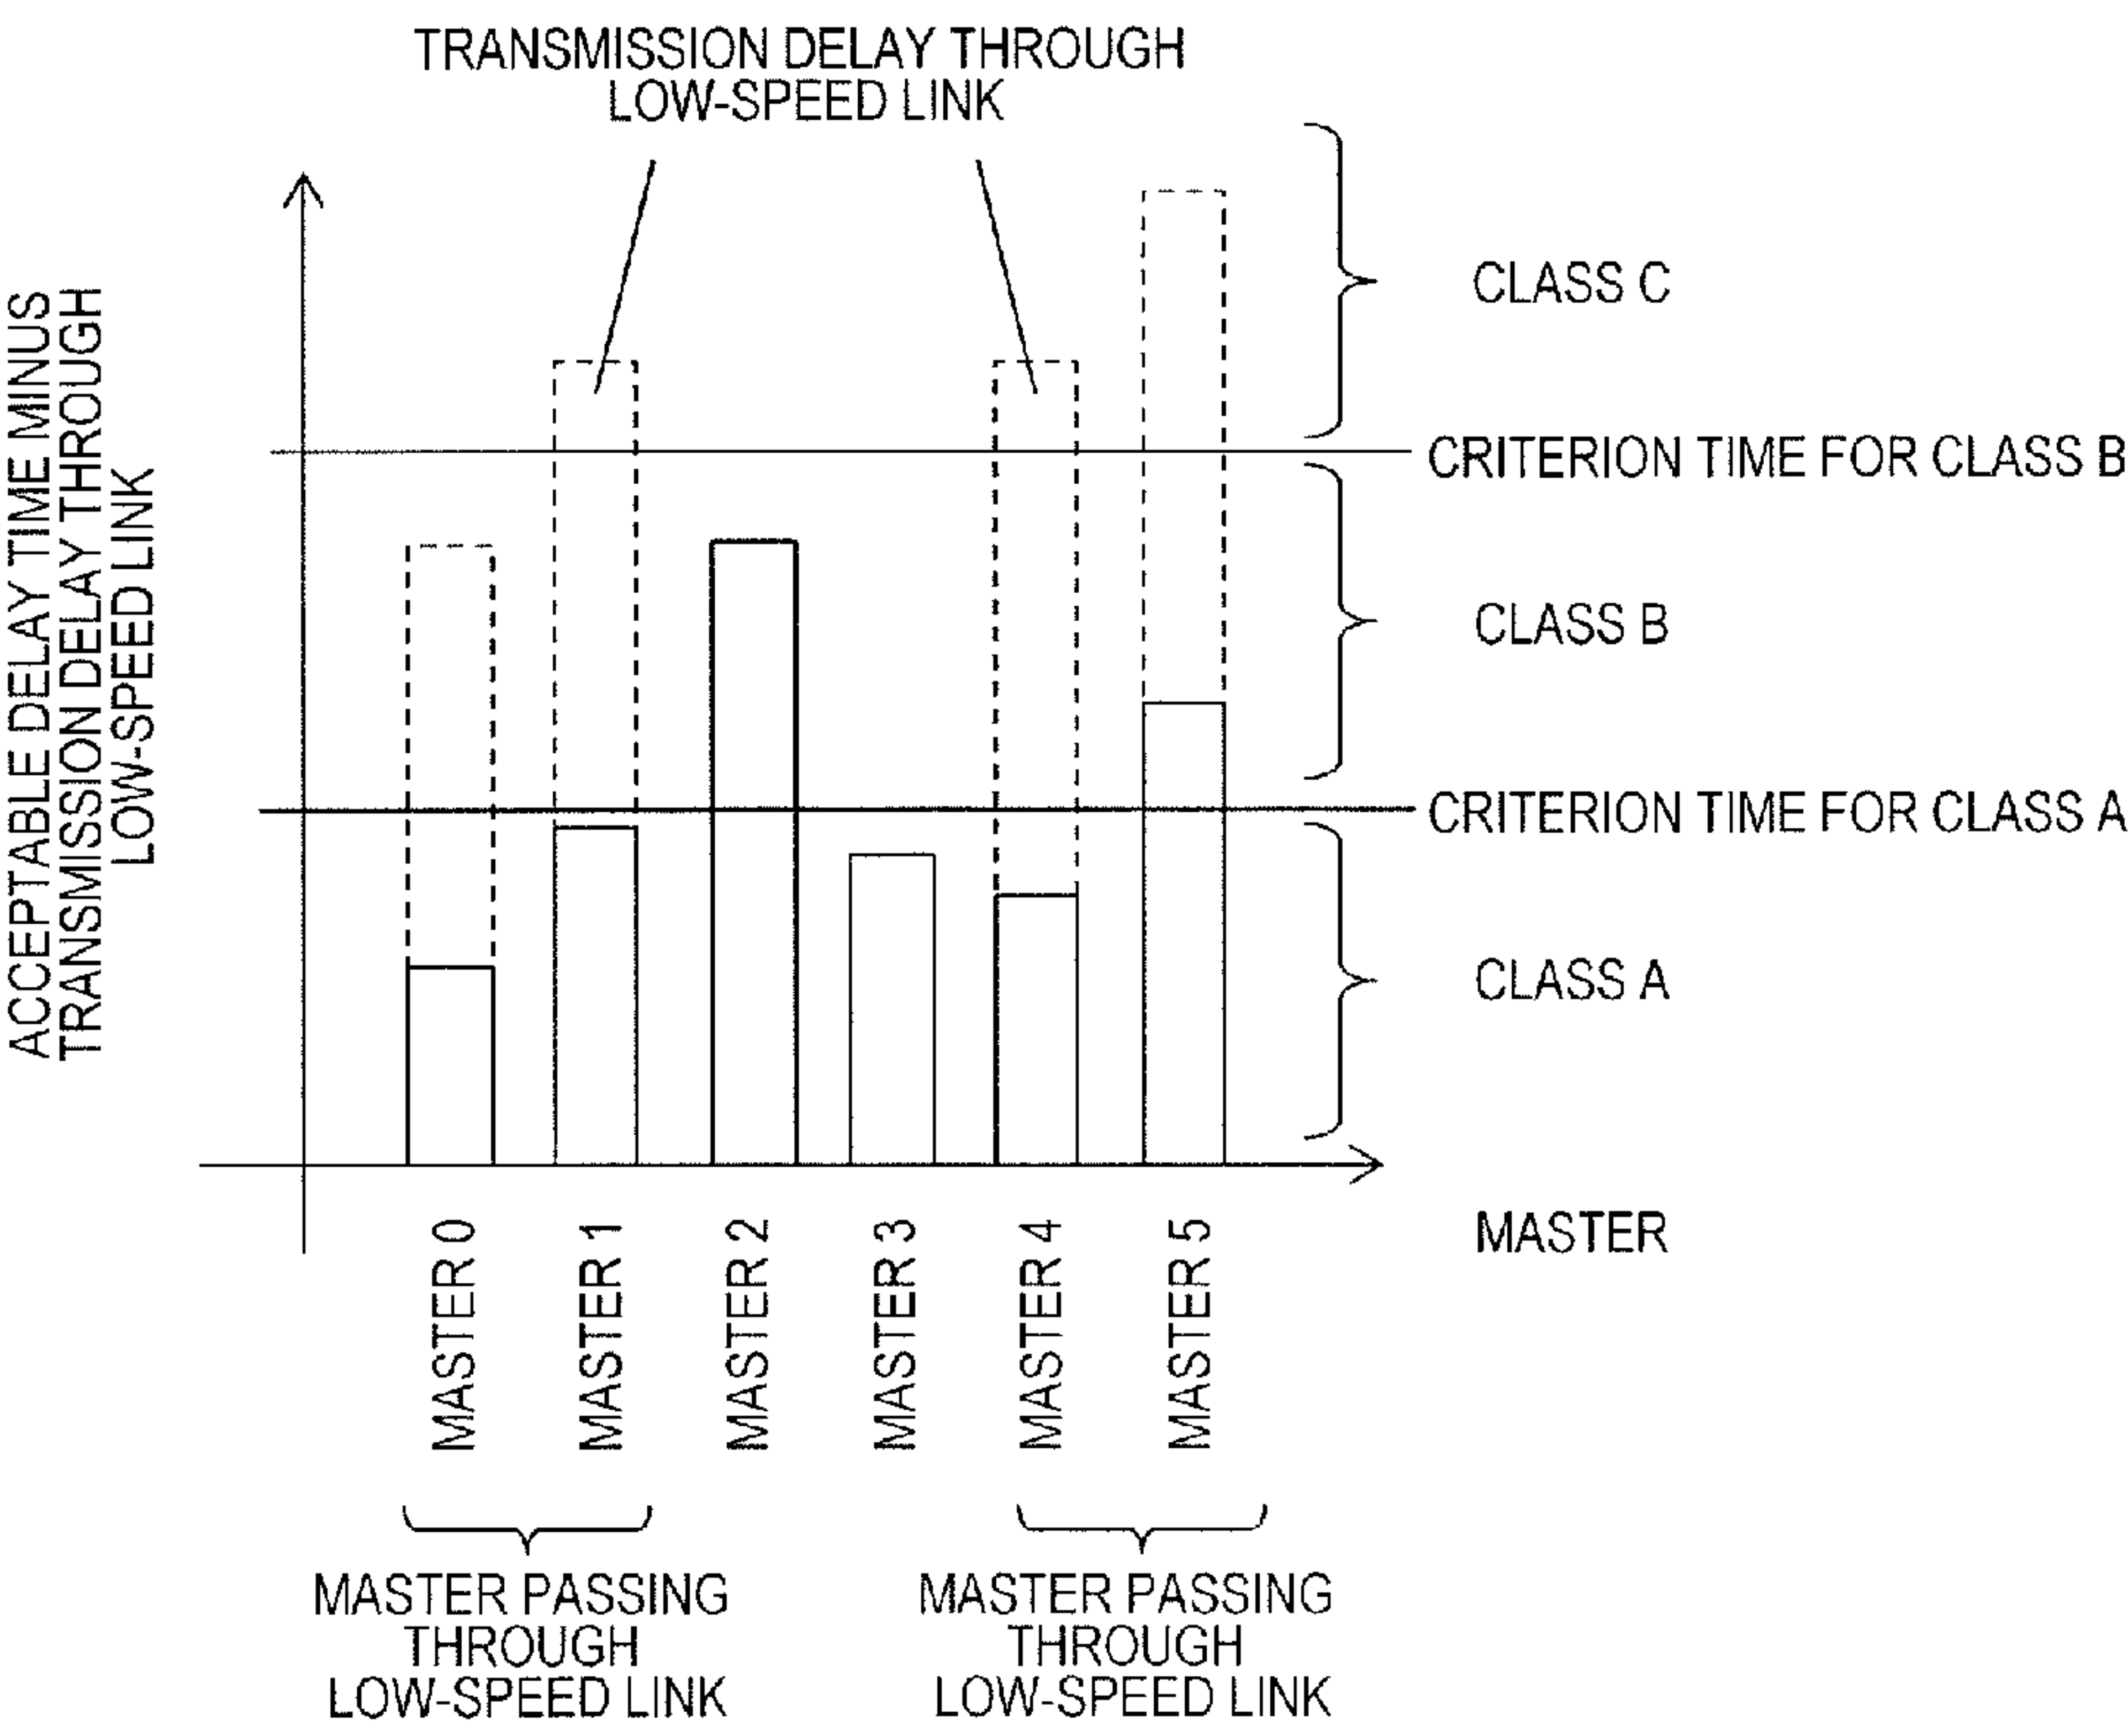 TRANSMISSION DELAY THROUGH
LOW-SPEED LINK
ACCEPTABLE DELAY TIME MINUS
TRANSMISSION DELAY THROUGH
LOW-SPEED LINK
CLASS C
CRITERION TIME FOR CLASS B
CLASS B
CRITERION TIME FOR CLASS A
CLASS A
MASTER
MASTER 0
MASTER 1
MASTER 2
MASTER 3
MASTER 4
MASTER 5
MASTER PASSING
THROUGH
LOW-SPEED LINK
MASTER PASSING
THROUGH
LOW-SPEED LINK